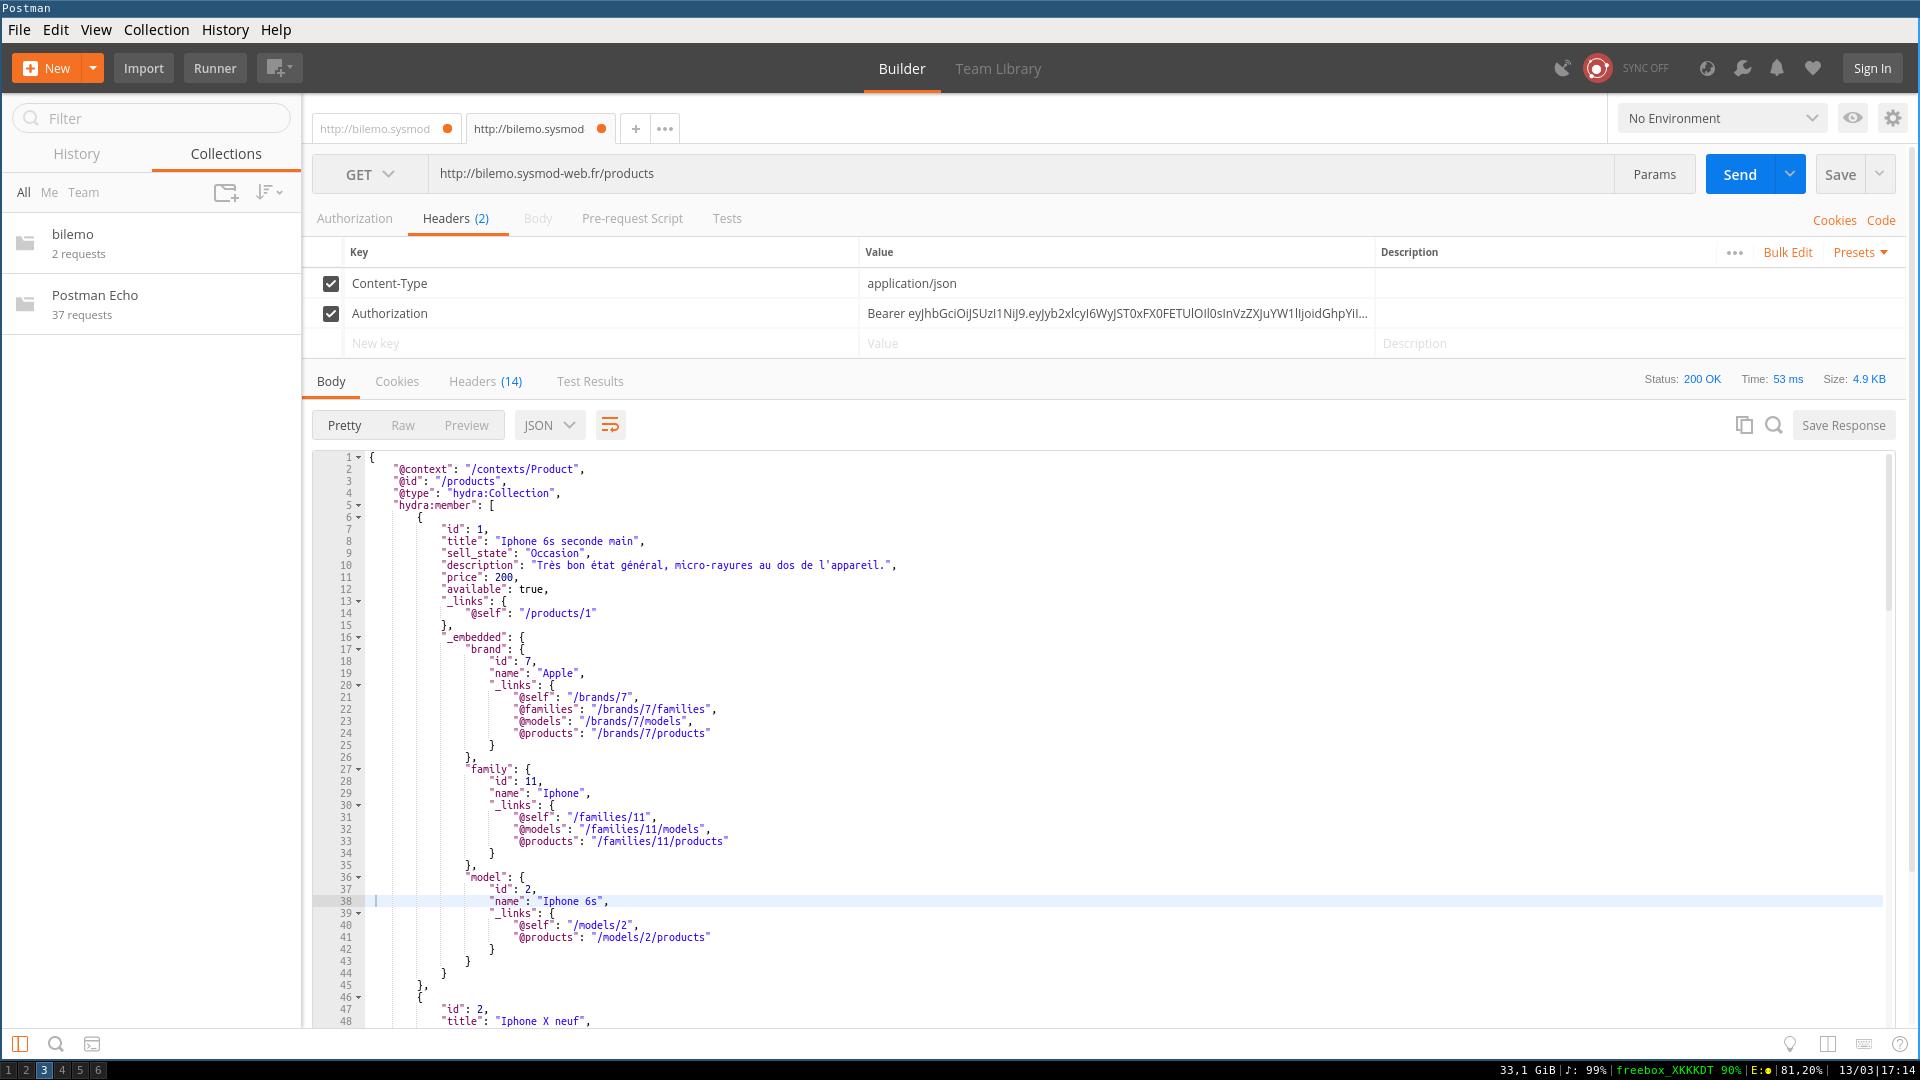 Postman
File Edit View Collection History Help
New Import Runner Builder Team Library SYNC OFF Sign In
Filter
History Collections
All Me Team
bilemo
2 requests
Postman Echo
37 requests
http://bilemo.sysmod http://bilemo.sysmod + ••• No Environment
GET http://bilemo.sysmod-web.fr/products Params Send Save
Authorization Headers (2) Body Pre-request Script Tests Cookies Code
Key Value Description ••• Bulk Edit Presets
Content-Type application/json
Authorization
New key Value Description
Body Cookies Headers (14) Test Results Status: 200 OK Time: 53 ms Size: 4.9 KB
Pretty Raw Preview JSON Save Response
1 {
2 "@context": "/contexts/Product",
3 "@id": "/products",
4 "@type": "hydra:Collection",
5 "hydra:member": [
6 {
7 "id": 1,
8 "title": "Iphone 6s seconde main",
9 "sell_state": "Occasion",
10 "description": "Très bon état général, micro-rayures au dos de l'appareil.",
11 "price": 200,
12 "available": true,
13 "_links": {
14 "@self": "/products/1"
15 },
16 "_embedded": {
17 "brand": {
18 "id": 7,
19 "name": "Apple",
20 "_links": {
21 "@self": "/brands/7",
22 "@families": "/brands/7/families",
23 "@models": "/brands/7/models",
24 "@products": "/brands/7/products"
25 }
26 },
27 "family": {
28 "id": 11,
29 "name": "Iphone",
30 "_links": {
31 "@self": "/families/11",
32 "@models": "/families/11/models",
33 "@products": "/families/11/products"
34 }
35 },
36 "model": {
37 "id": 2,
38 "name": "Iphone 6s",
39 "_links": {
40 "@self": "/models/2",
41 "@products": "/models/2/products"
42 }
43 }
44 }
45 },
46 {
47 "id": 2,
48 "title": "Iphone X neuf",
1 2 3 4 5 6 33,1 GiB|♪: 99%|freebox_XKKKDT 90%|E:●|81,20%| 13/03|17:14